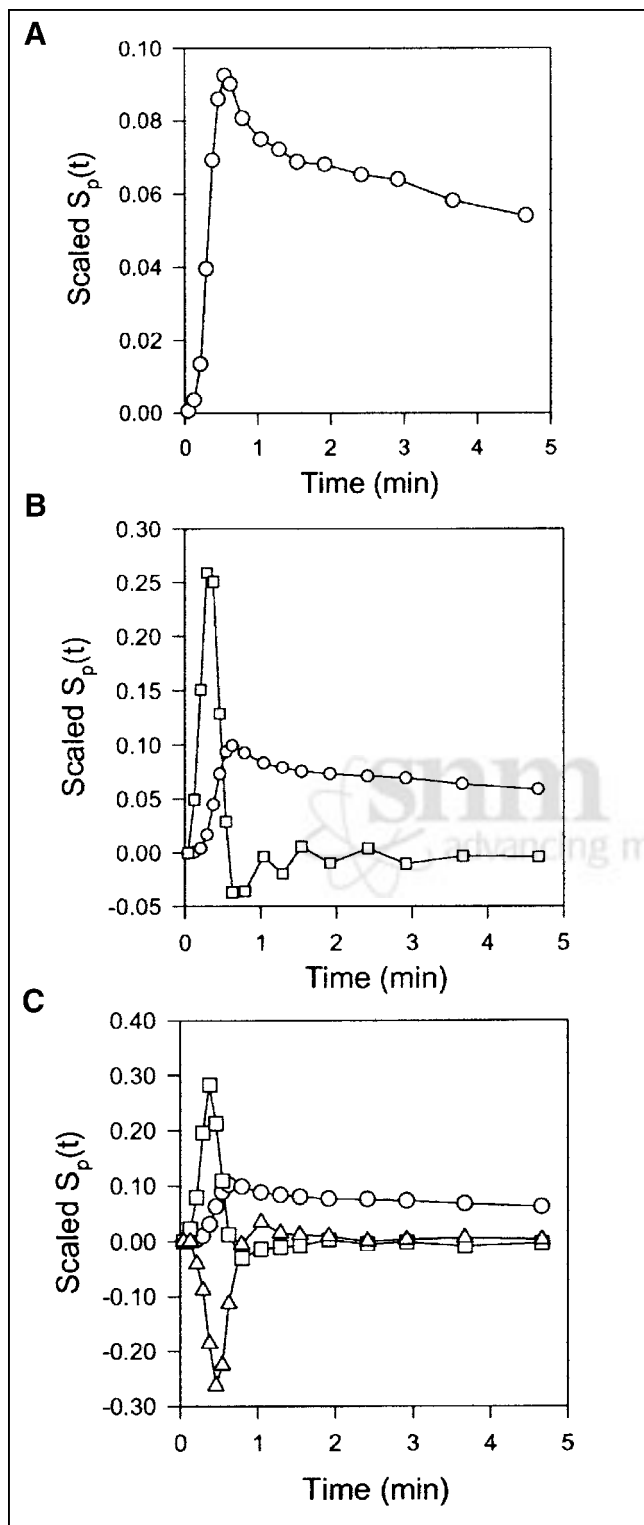 A
0.10
0.08
0.06
0.04
0.02
0.00
Scaled Sp(t)
0 1 2 3 4 5
Time (min)
B
0.30
0.25
0.20
0.15
0.10
0.05
0.00
-0.05
Scaled Sp(t)
0 1 2 3 4 5
Time (min)
snm
advancing m
C
0.40
0.30
0.20
0.10
0.00
-0.10
-0.20
-0.30
Scaled Sp(t)
0 1 2 3 4 5
Time (min)